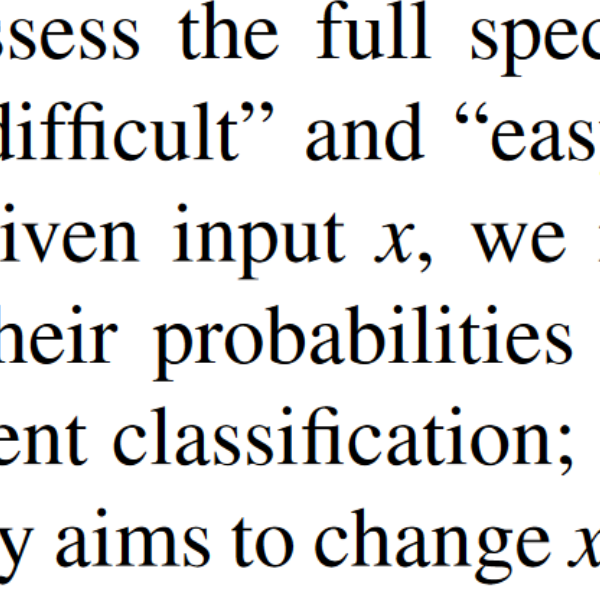 ssess the full spec
difficult” and “eas
iven input x, we
heir probabilities
ent classification;
y aims to change x